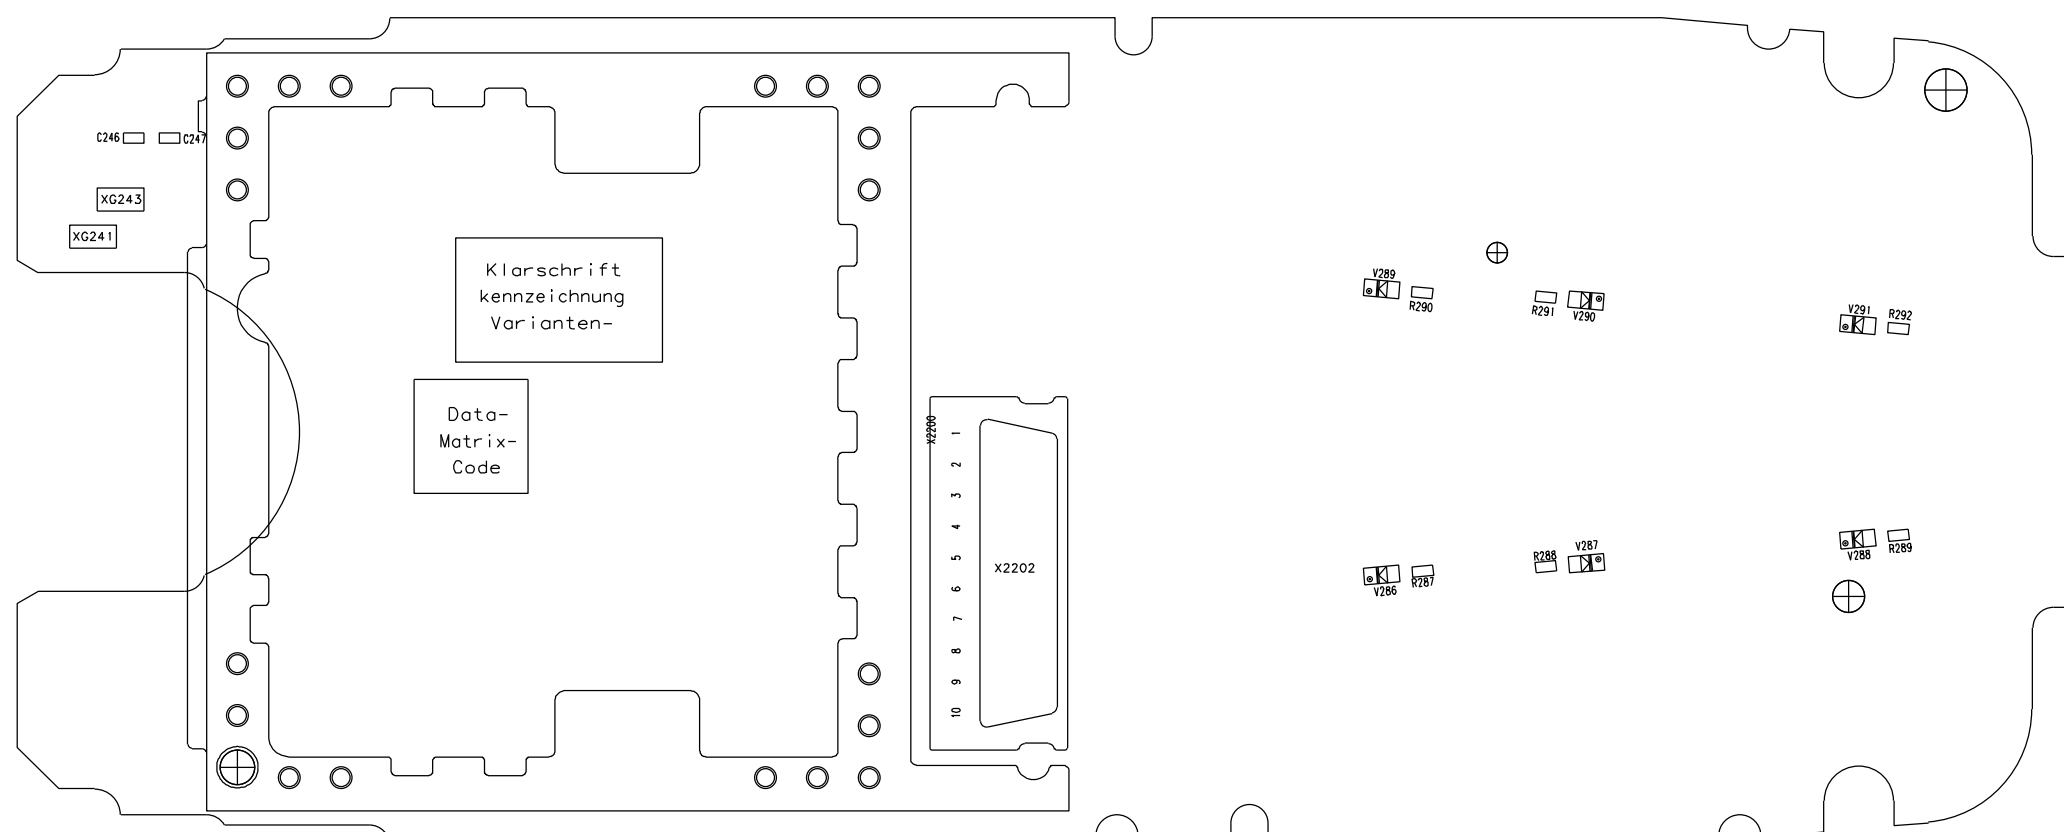 C246
C247
XG243
XG241
Klarschrift
kennzeichnung
Varianten-
Data-
Matrix-
Code
X2200
1
2
3
4
5
6
7
8
9
10
X2202
V289
R290
R291
V290
V291
R292
V286
R287
R288
V287
V288
R289